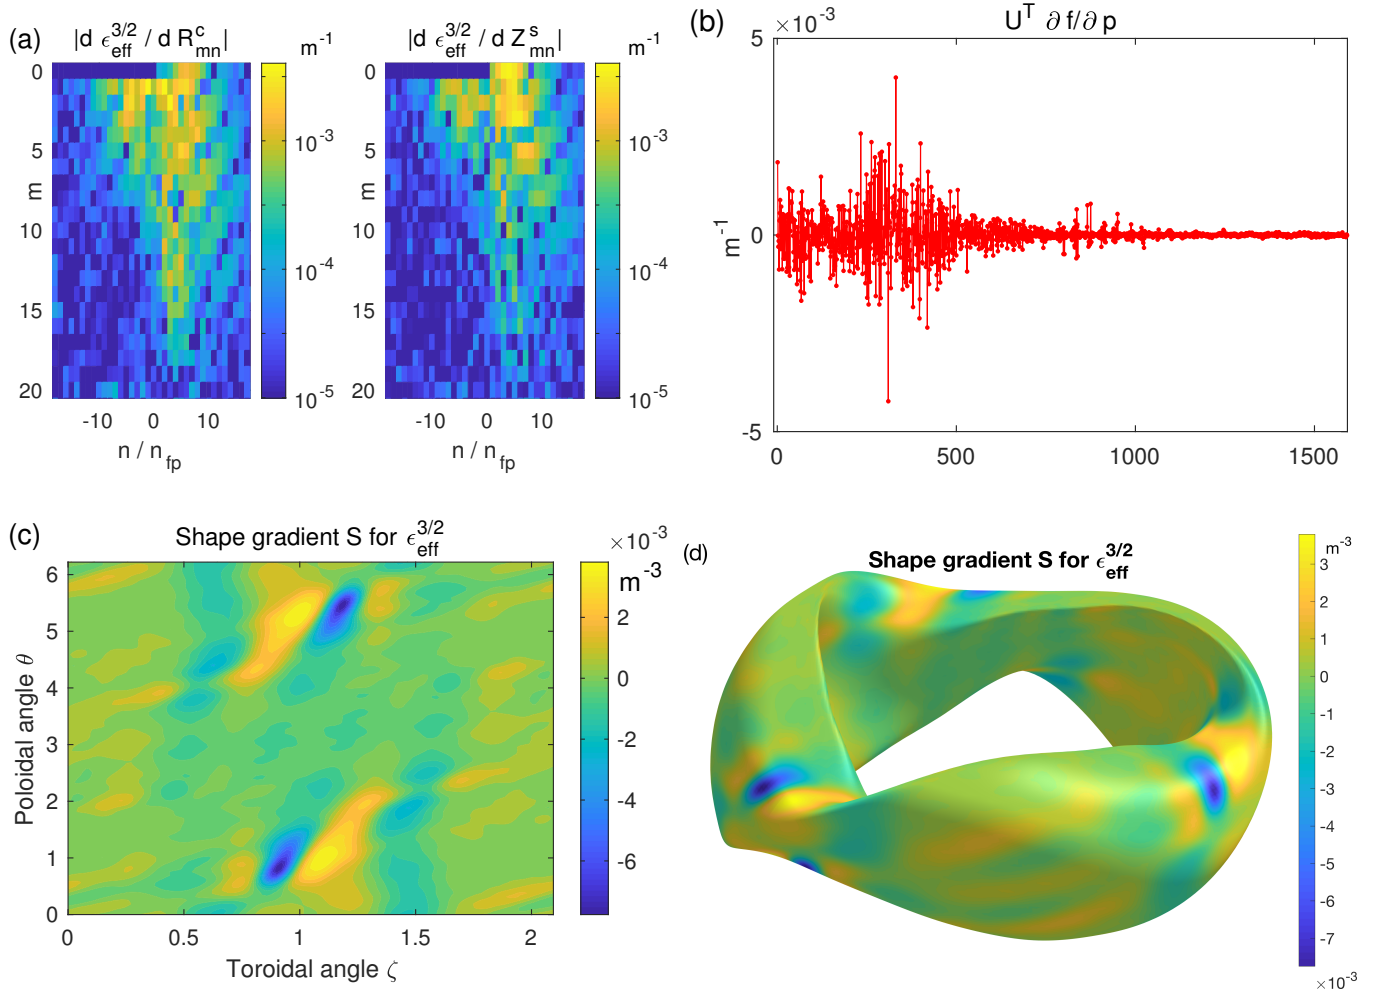 (a)
|d ϵ_eff^3/2 / d R_mn^c|
m^-1
0
5
m
10
15
20
-10 0 10
n / n_fp
10^-3
10^-4
10^-5
|d ϵ_eff^3/2 / d Z_mn^s|
m^-1
0
5
m
10
15
20
-10 0 10
n / n_fp
10^-3
10^-4
10^-5
(b)
×10^-3
U^T ∂ f/∂ p
5
0
-5
m^-1
0 500 1000 1500
(c)
Shape gradient S for ϵ_eff^3/2
×10^-3
m^-3
6
5
4
3
2
1
0
Poloidal angle θ
0 0.5 1 1.5 2
Toroidal angle ζ
2
0
-2
-4
-6
(d)
Shape gradient S for ϵ_eff^3/2
m^-3
3
2
1
0
-1
-2
-3
-4
-5
-6
-7
×10^-3